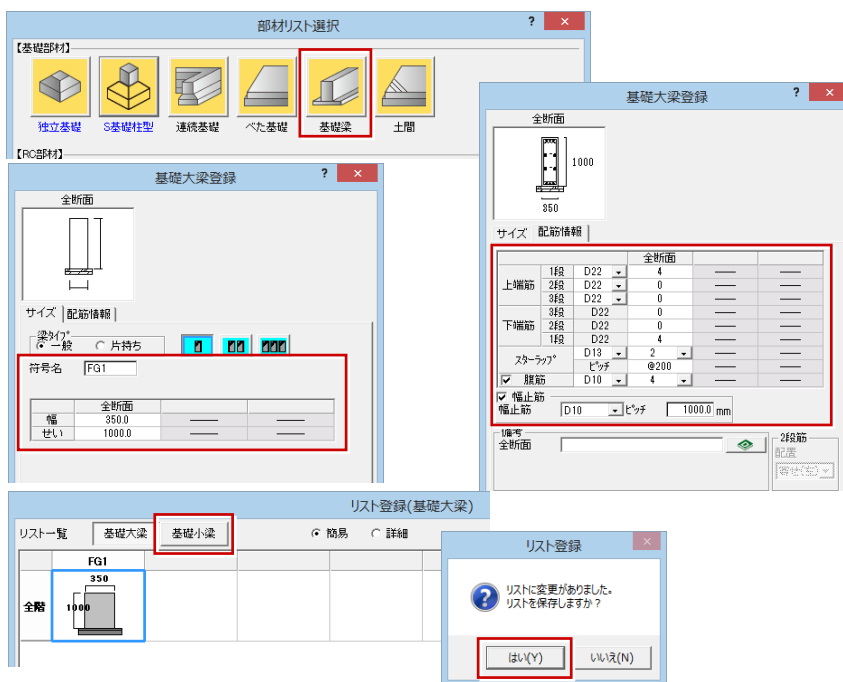 部材リスト選択
? ×
【基礎部材】
独立基礎 S基礎柱型 連続基礎 べた基礎 基礎梁 土間
【RC部材】
基礎大梁登録
? ×
全断面
サイズ 配筋情報
梁タイプ
一般 片持ち
符号名 FG1
全断面
幅 350.0 ―― ――
せい 1000.0 ―― ――
基礎大梁登録
? ×
全断面
1000
350
サイズ 配筋情報
全断面
上端筋 1段 D22 4 ―― ――
2段 D22 0 ―― ――
3段 D22 0 ―― ――
下端筋 3段 D22 0 ―― ――
2段 D22 0 ―― ――
1段 D22 4 ―― ――
スターラップ D13 2 ―― ――
ピッチ @200 ―― ――
腹筋 D10 4 ―― ――
幅止筋
幅止筋 D10 ピッチ 1000.0 mm
備考
全断面
2段筋
配置
寄せ(左)
リスト登録(基礎大梁)
リスト一覧 基礎大梁 基礎小梁 簡易 詳細
FG1
全階 350
1000
リスト登録
×
リストに変更がありました。
リストを保存しますか?
はい(Y) いいえ(N)